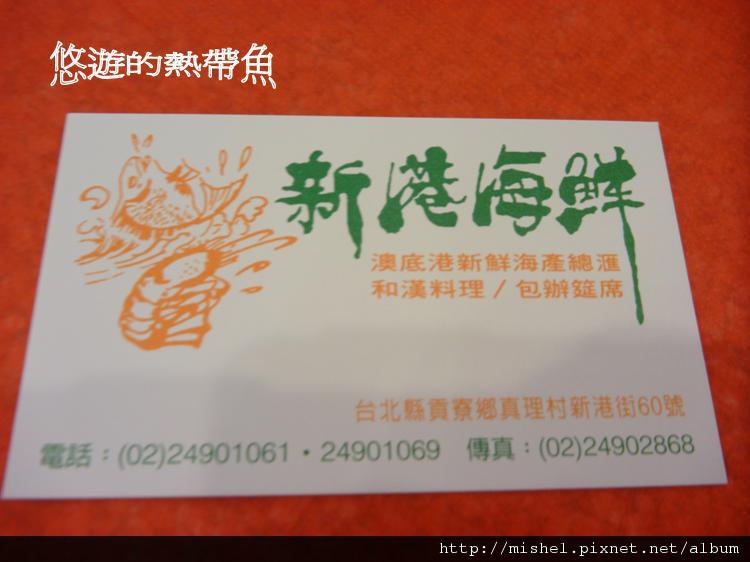 悠遊的熱帶魚
新港海鮮
澳底港新鮮海產總滙
和漢料理/包辦筵席
台北縣貢寮鄉真理村新港街60號
電話：(02)24901061・24901069 傳真：(02)24902868
http://mishel.pixnet.net/album